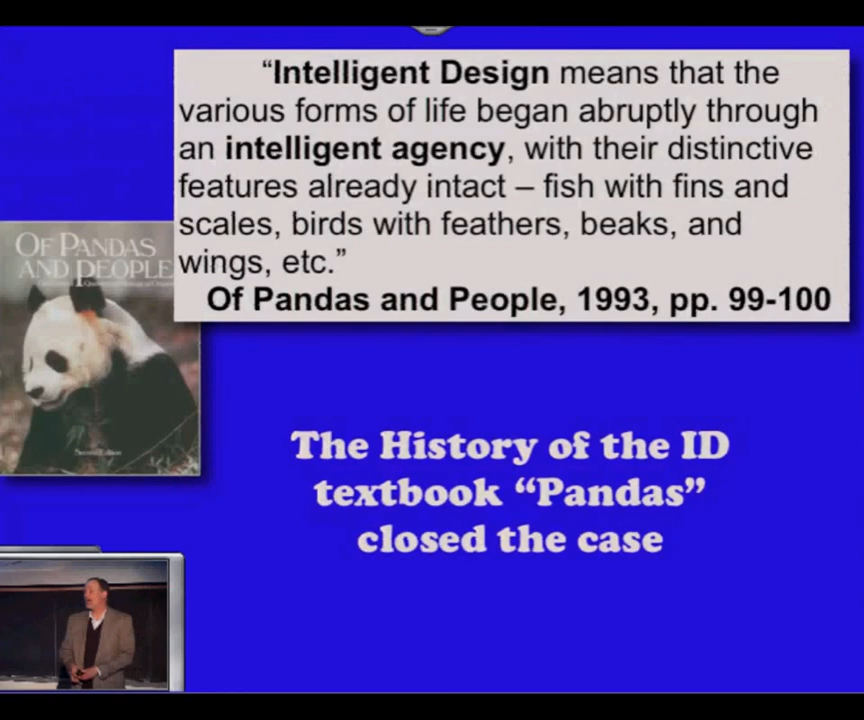 “Intelligent Design means that the
various forms of life began abruptly through
an intelligent agency, with their distinctive
features already intact – fish with fins and
scales, birds with feathers, beaks, and
wings, etc.”
Of Pandas and People, 1993, pp. 99-100
OF PANDAS
AND PEOPLE
Second Edition
The History of the ID
textbook “Pandas”
closed the case